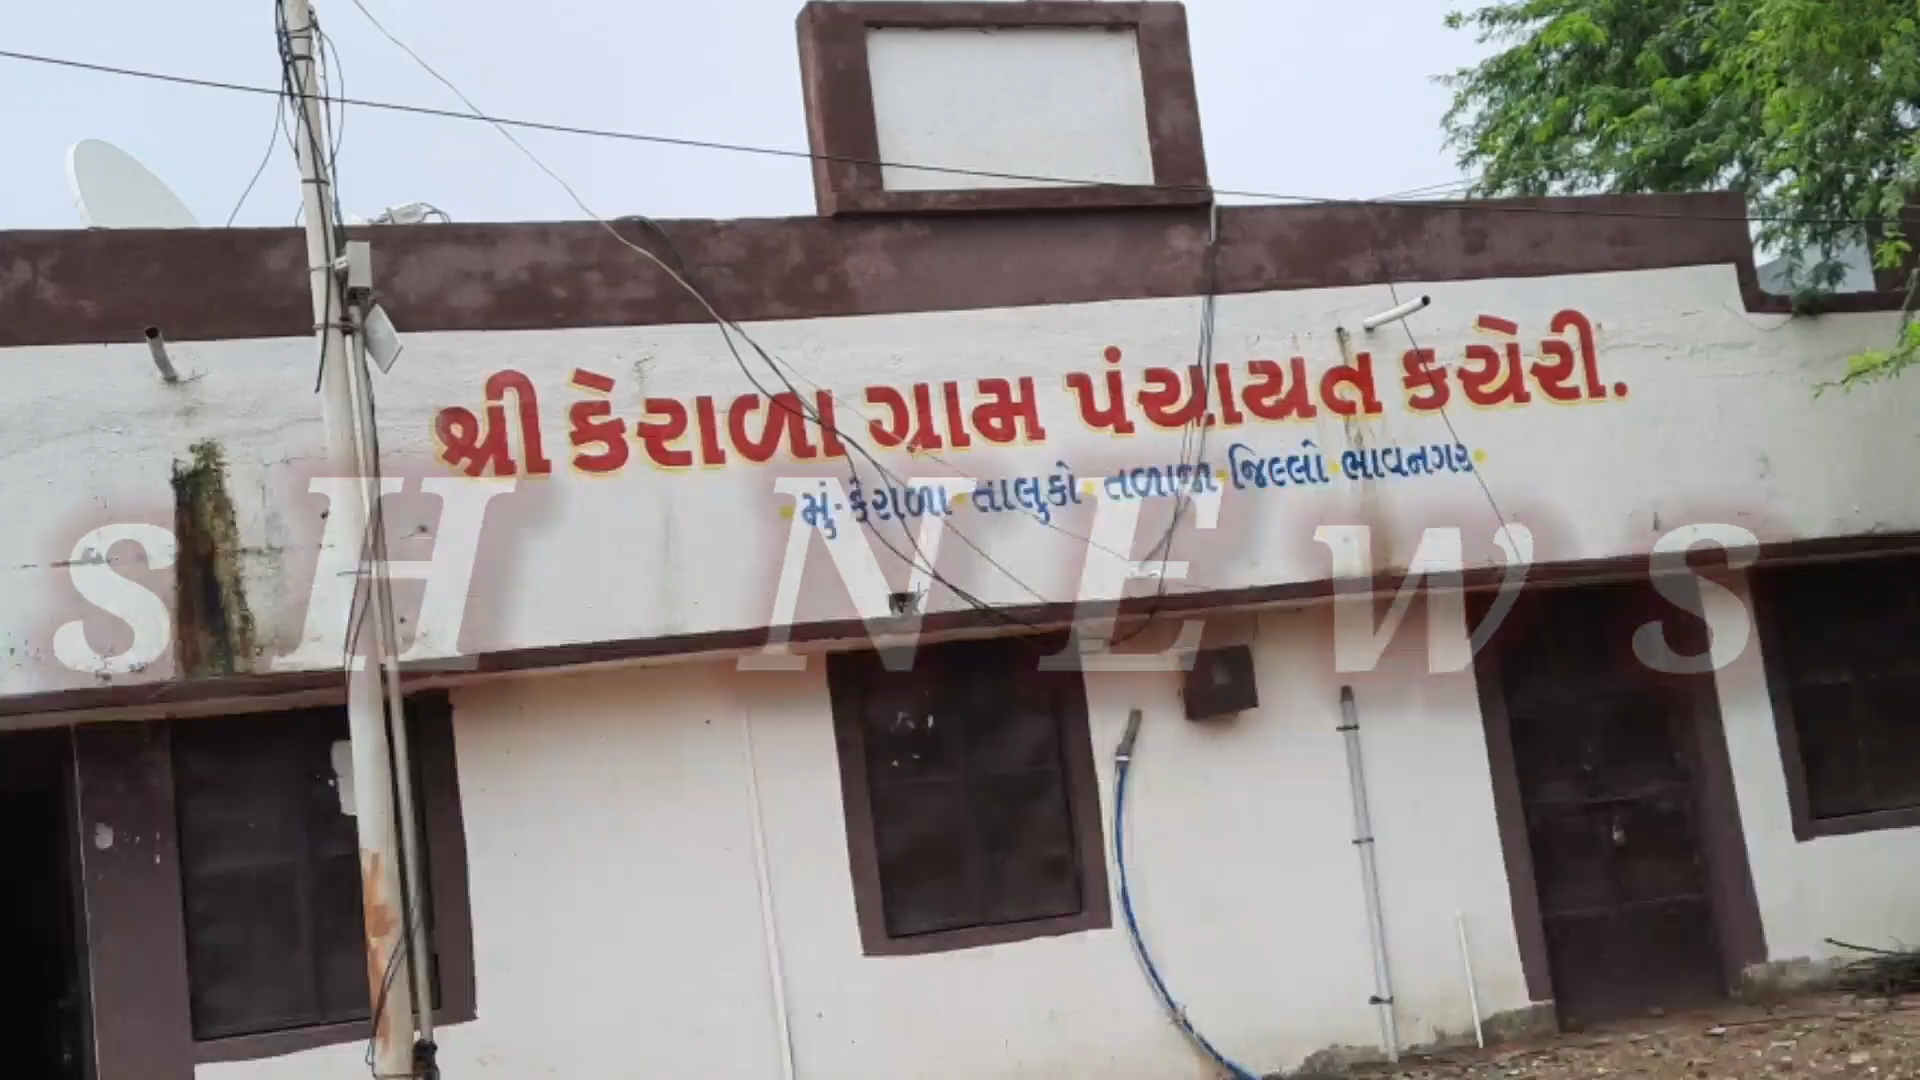 શ્રી કેરાળા ગ્રામ પંચાયત કચેરી.
મું. કેરાળા તાલુકો તળાજા જિલ્લો ભાવનગર
SH NEWS